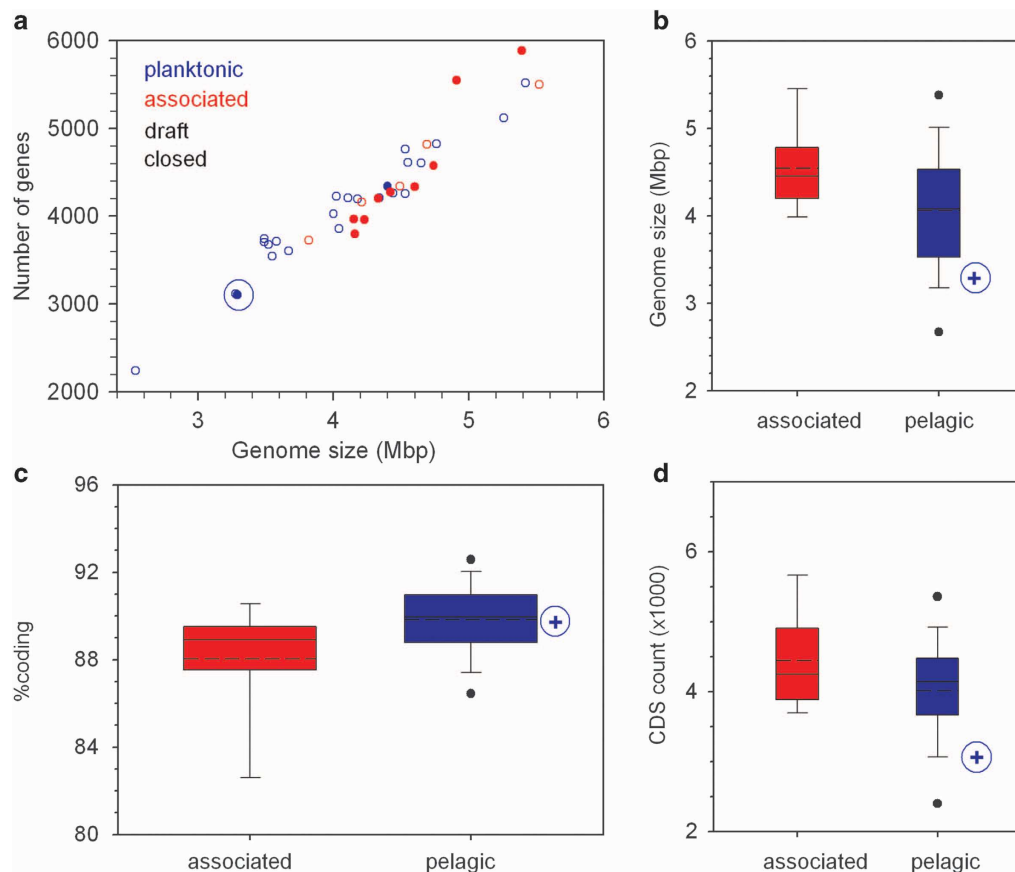 a
6000
5000
4000
3000
2000
Number of genes
planktonic
associated
draft
closed
3 4 5 6
Genome size (Mbp)
b
6
5
4
3
2
Genome size (Mbp)
associated pelagic
c
96
92
88
84
80
%coding
associated pelagic
d
6
4
2
CDS count (x1000)
associated pelagic